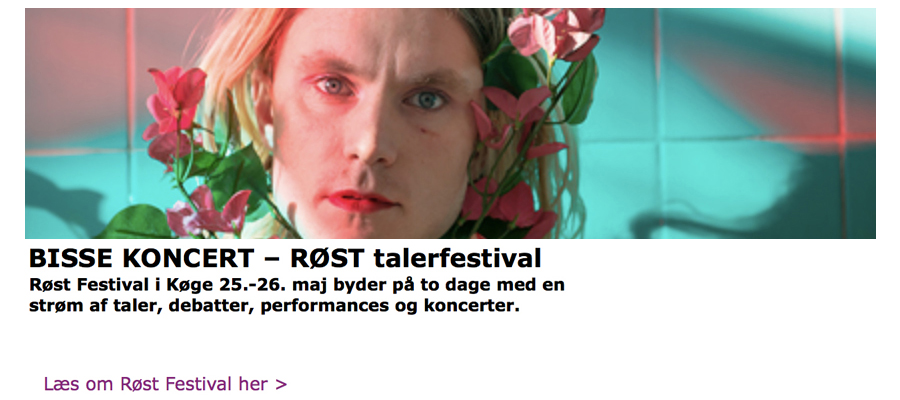 BISSE KONCERT – RØST talerfestival
Røst Festival i Køge 25.-26. maj byder på to dage med en
strøm af taler, debatter, performances og koncerter.
Læs om Røst Festival her >